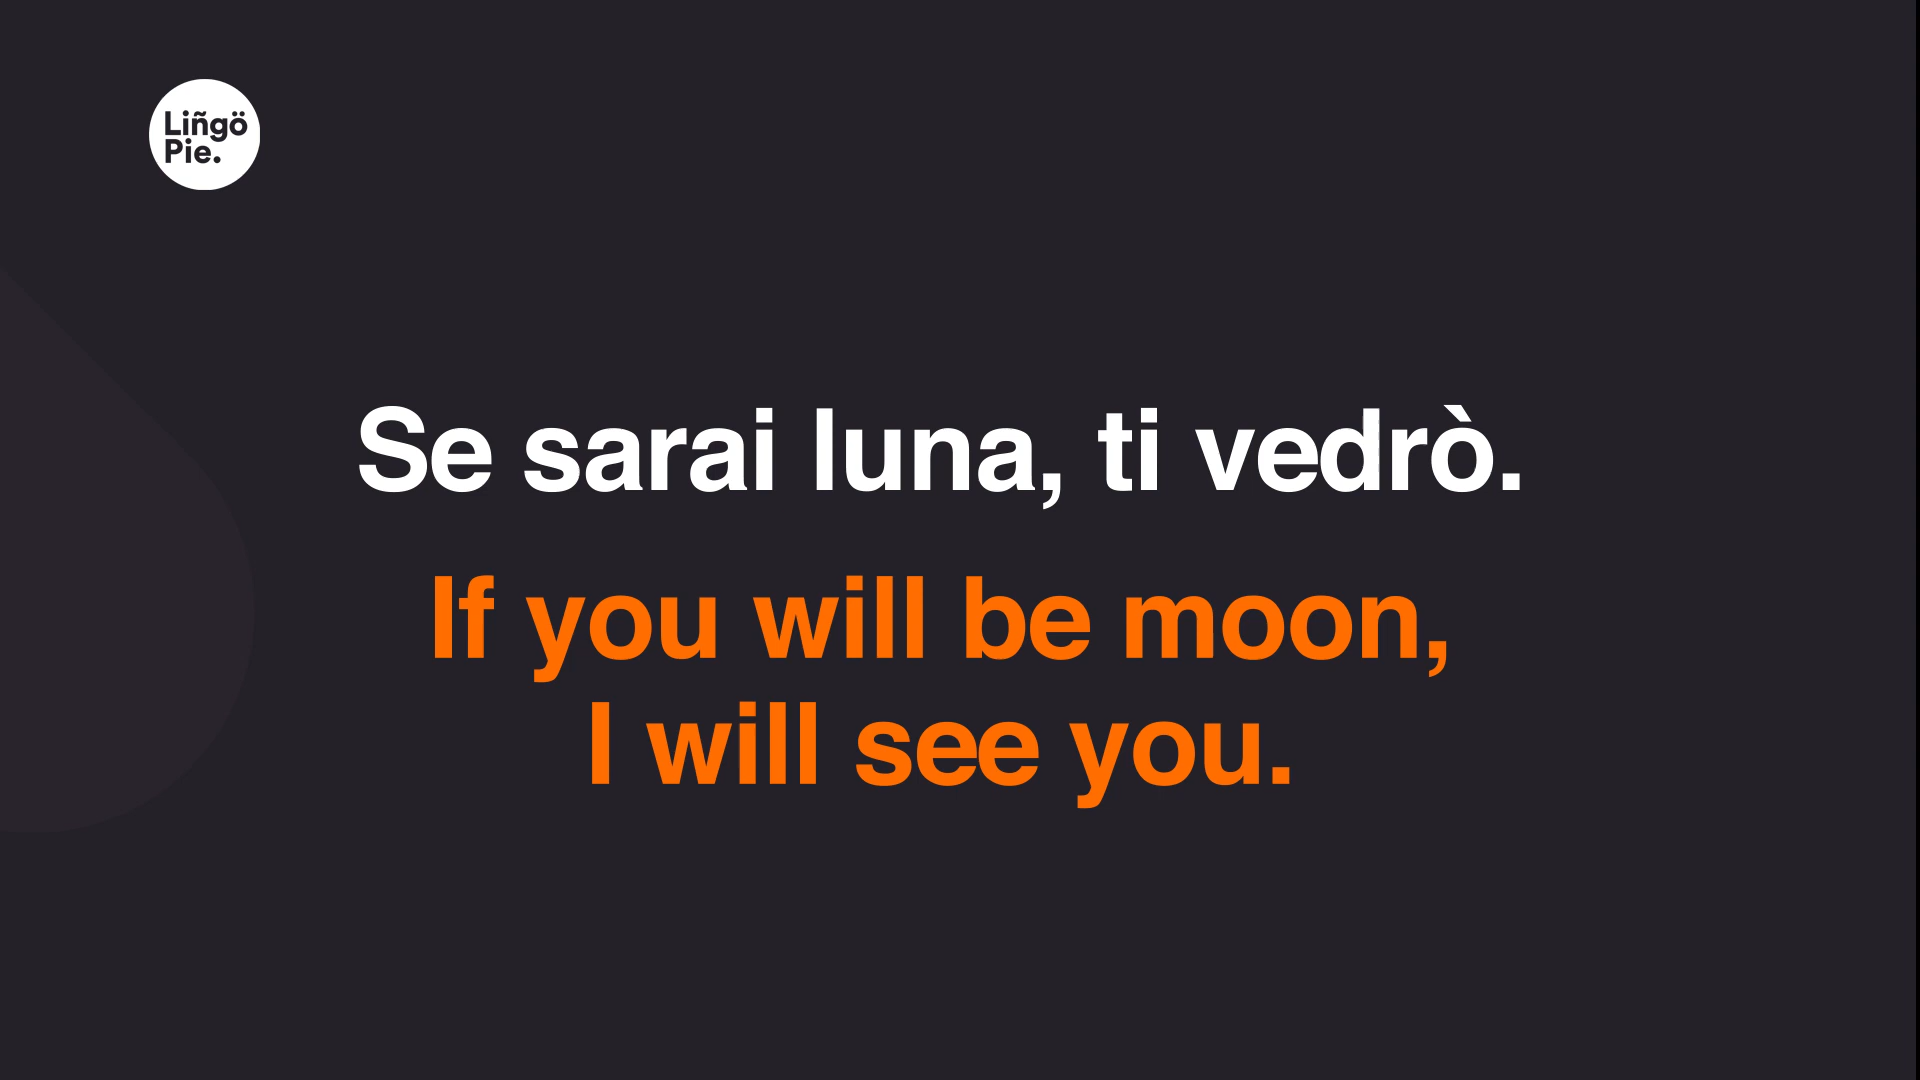 Liñgö
Pie.
Se sarai luna, ti vedrò.
If you will be moon,
I will see you.